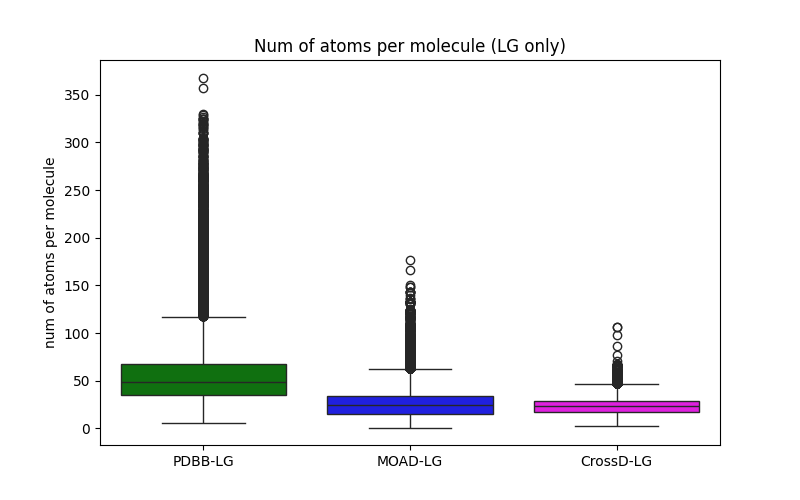 Num of atoms per molecule (LG only)
num of atoms per molecule
350
300
250
200
150
100
50
0
PDBB-LG
MOAD-LG
CrossD-LG